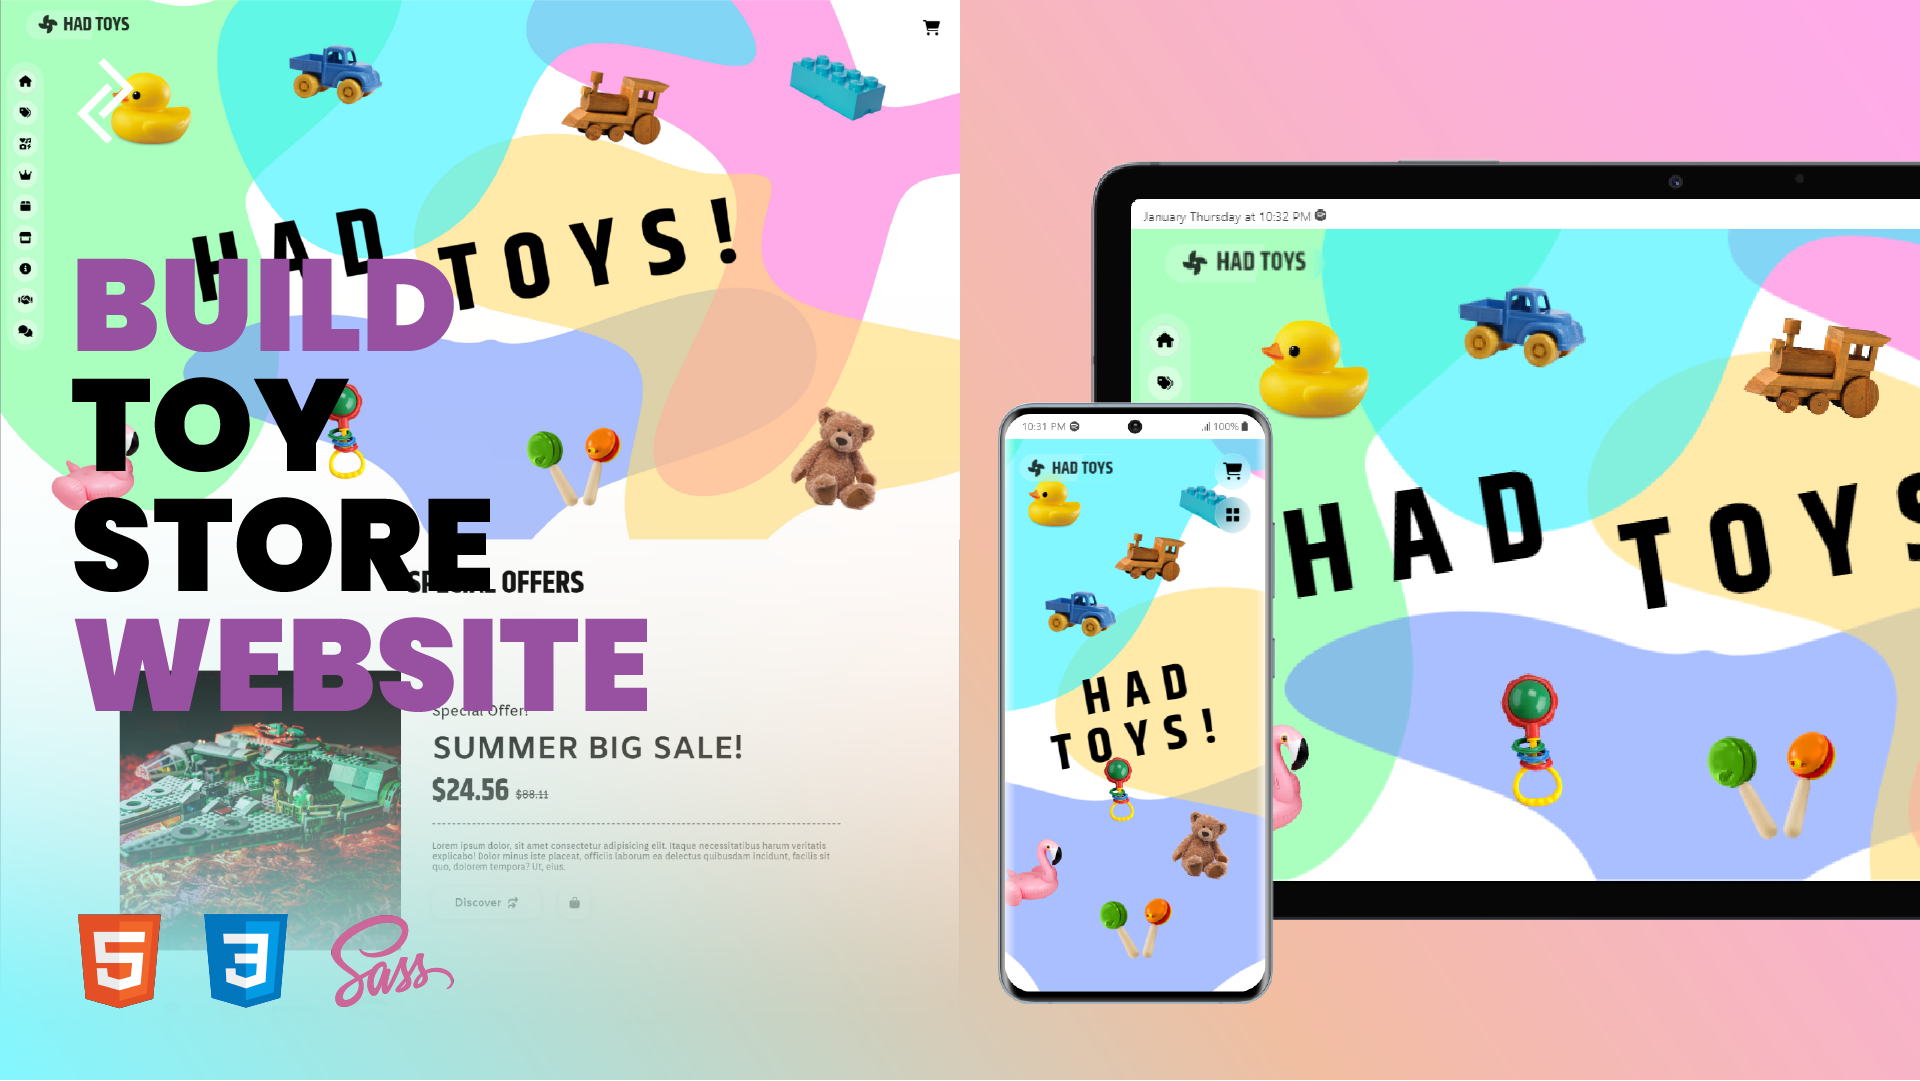 HAD TOYS
HAD TOYS!
BUILD
TOY
STORE
WEBSITE
SPECIAL OFFERS
Special Offer!
SUMMER BIG SALE!
$24.56 $88.11
Lorem ipsum dolor, sit amet consectetur adipisicing elit. Itaque necessitatibus harum veritatis
explicabo! Dolor minus iste placeat, officiis laborum ea delectus quibusdam incidunt, facilis sit
quo, dolorem tempora? Ut, eius.
Discover
5
3
Sass
January Thursday at 10:32 PM
HAD TOYS
HAD TOYS
10:31 PM
100%
HAD TOYS
HAD
TOYS!